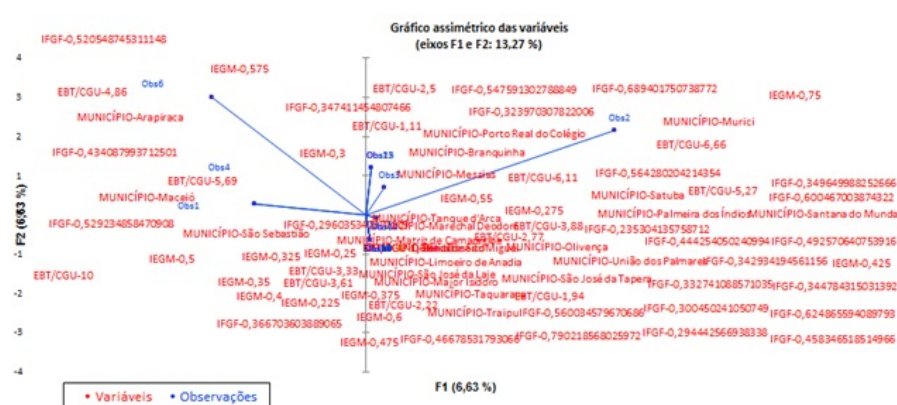 Gráfico assimétrico das variáveis
(eixos F1 e F2: 13,27 %)
IFGF-0,520548745311148
4
IEGM-0,575
Obs6
EBT/CGU-4,86
EBT/CGU-2,5
IFGF-0,547591302788849
IFGF-0,689401750738772
IEGM-0,75
3
IFGF-0,347411454807466
IFGF-0,323970307822006
Obs2
MUNICÍPIO-Arapiraca
EBT/CGU-1,11
MUNICÍPIO-Porto Real do Colégio
MUNICÍPIO-Murici
2
EBT/CGU-6,66
IFGF-0,434087993712501
IEGM-0,3
MUNICÍPIO-Branquinha
Obs4
Obs3
MUNICÍPIO-Messias
EBT/CGU-6,11
IFGF-0,564280204214354
1
EBT/CGU-5,69
IFGF-0,349649988252666
MUNICÍPIO-Maceió
IEGM-0,55
MUNICÍPIO-Satuba
EBT/CGU-5,27
IFGF-0,600467003874322
Obs1
IEGM-0,275
MUNICÍPIO-Palmeira dos Índios
MUNICÍPIO-Santana do Munda
0
IFGF-0,529234858470908
MUNICÍPIO-Tanque d'Arca
MUNICÍPIO-Marechal Deodoro
EBT/CGU-3,88
IFGF-0,235304135758712
MUNICÍPIO-São Sebastião
EBT/CGU-2,77
IFGF-0,444254050240994
IFGF-0,492570640753916
MUNICÍPIO-Olivença
-1
IEGM-0,5
IEGM-0,325
IEGM-0,25
MUNICÍPIO-Limoeiro de Anadia
MUNICÍPIO-União dos Palmares
IFGF-0,342934194561156
IEGM-0,425
EBT/CGU-10
EBT/CGU-3,33
MUNICÍPIO-São José da Laje
MUNICÍPIO-São José da Tapera
IEGM-0,35
EBT/CGU-3,61
MUNICÍPIO-Major Isidoro
IFGF-0,332741088571035
IFGF-0,344784315031392
-2
IEGM-0,4
IEGM-0,225
IEGM-0,375
MUNICÍPIO-Taquarana
EBT/CGU-1,94
EBT/CGU-2,22
IFGF-0,366703603889065
IEGM-0,6
MUNICÍPIO-Traipu
IFGF-0,560034579670686
IFGF-0,300450241050749
IFGF-0,624865594089793
-3
IEGM-0,475
IFGF-0,46678531793066
IFGF-0,790218568025972
IFGF-0,294442566938338
IFGF-0,458346518514966
-4
F2 (6,63 %)
F1 (6,63 %)
Variáveis
Observações